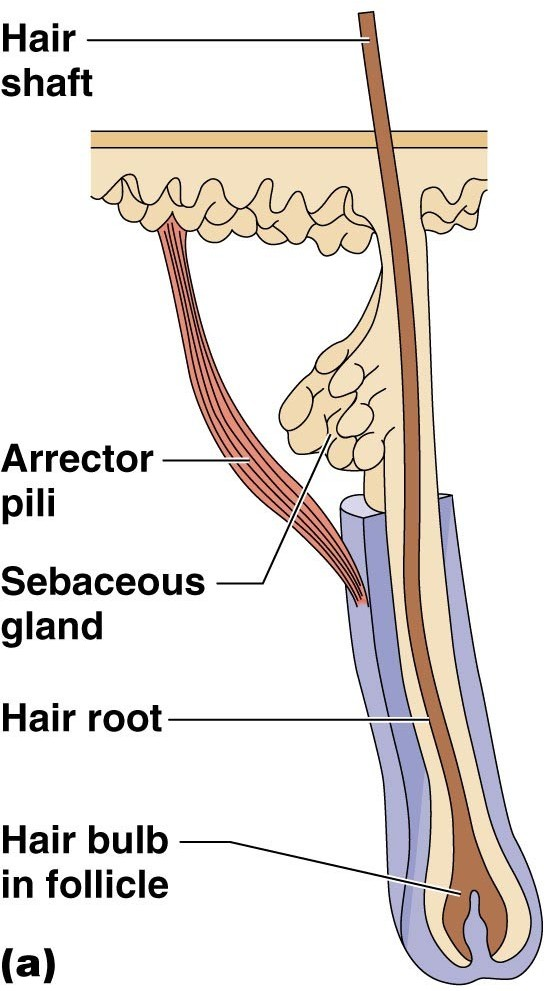 Hair
shaft
Arrector
pili
Sebaceous
gland
Hair root
Hair bulb
in follicle
(a)